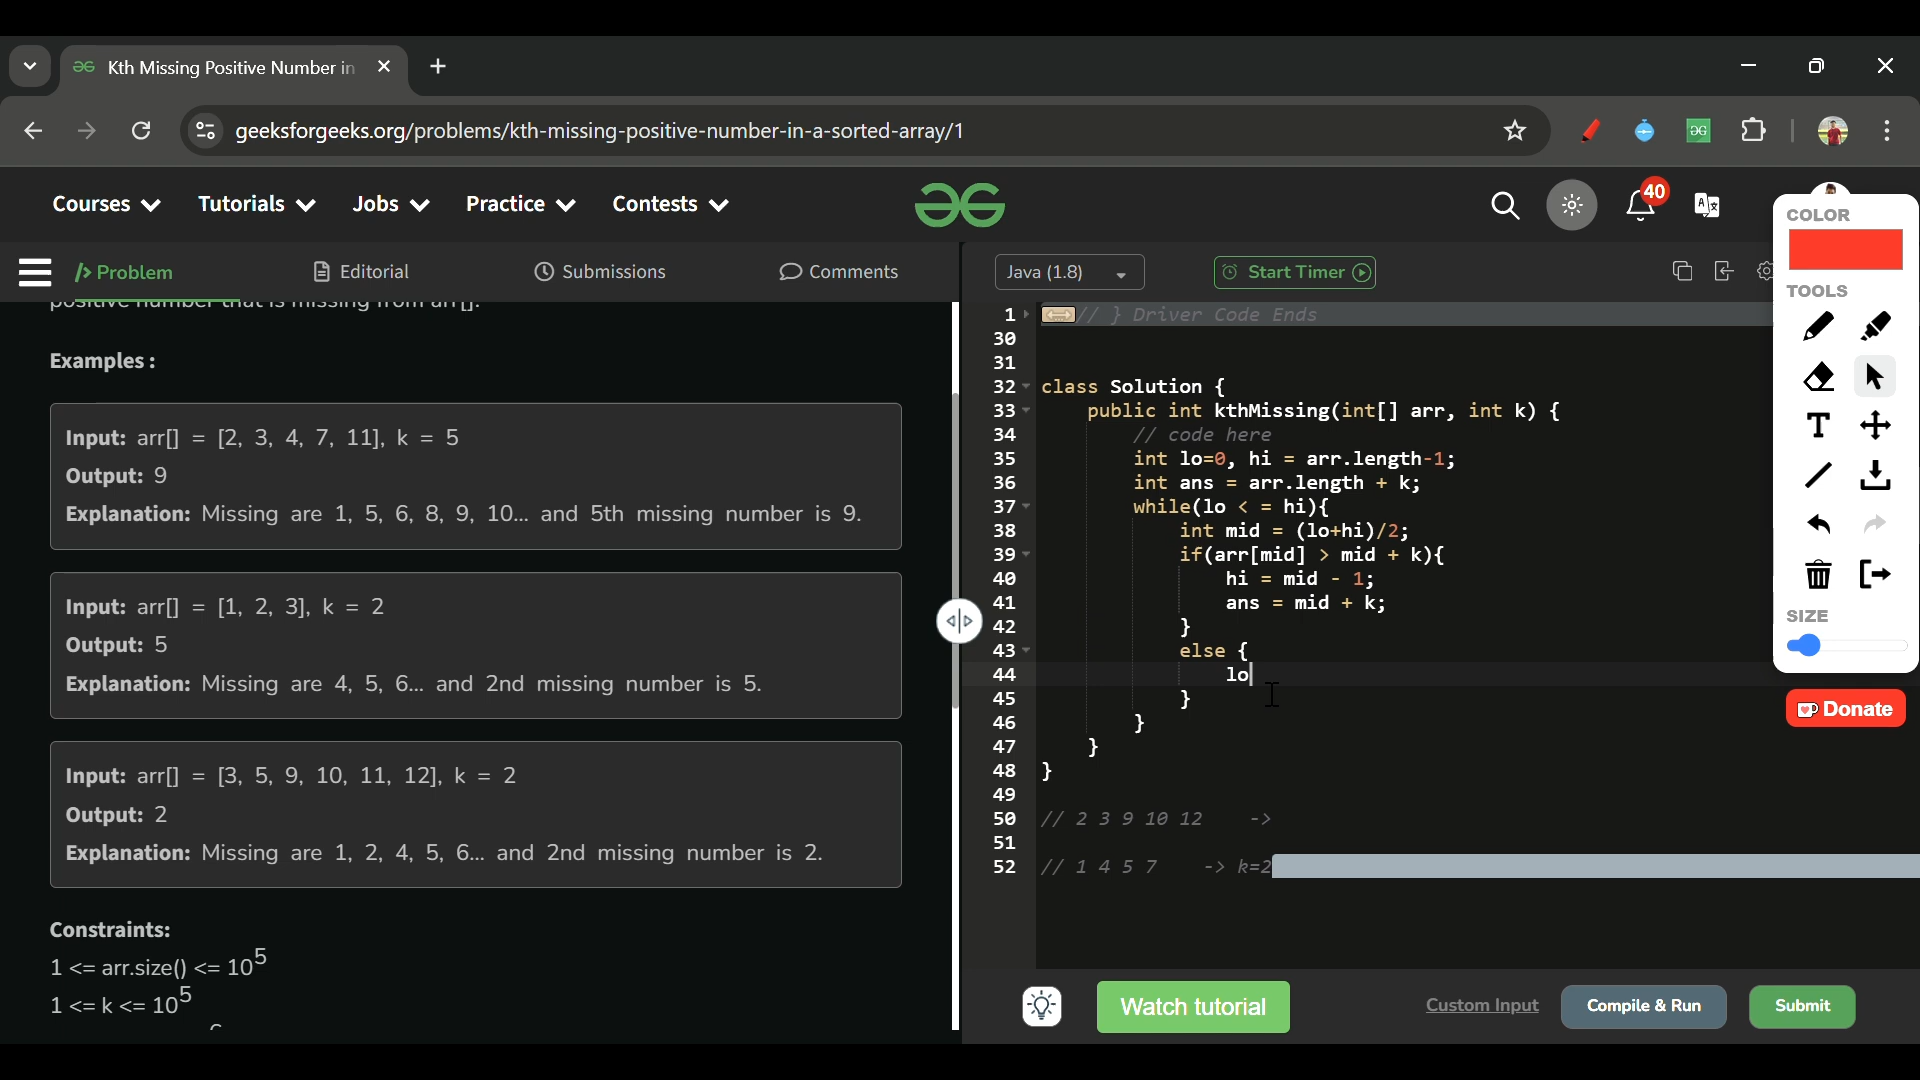 Kth Missing Positive Number in
geeksforgeeks.org/problems/kth-missing-positive-number-in-a-sorted-array/1
Courses Tutorials Jobs Practice Contests
40
Problem Editorial Submissions Comments
positive number that is missing from arr[].
Examples :
Input: arr[] = [2, 3, 4, 7, 11], k = 5
Output: 9
Explanation: Missing are 1, 5, 6, 8, 9, 10... and 5th missing number is 9.
Input: arr[] = [1, 2, 3], k = 2
Output: 5
Explanation: Missing are 4, 5, 6... and 2nd missing number is 5.
Input: arr[] = [3, 5, 9, 10, 11, 12], k = 2
Output: 2
Explanation: Missing are 1, 2, 4, 5, 6... and 2nd missing number is 2.
Constraints:
1 <= arr.size() <= 10^5
1 <= k <= 10^5
Java (1.8) Start Timer
1 // } Driver Code Ends
30
31
32 class Solution {
33 public int kthMissing(int[] arr, int k) {
34 // code here
35 int lo=0, hi = arr.length-1;
36 int ans = arr.length + k;
37 while(lo < = hi){
38 int mid = (lo+hi)/2;
39 if(arr[mid] > mid + k){
40 hi = mid - 1;
41 ans = mid + k;
42 }
43 else {
44 lo
45 }
46 }
47 }
48 }
49
50 // 2 3 9 10 12 ->
51
52 // 1 4 5 7 -> k=2
Watch tutorial Custom Input Compile & Run Submit
COLOR
TOOLS
T
SIZE
Donate